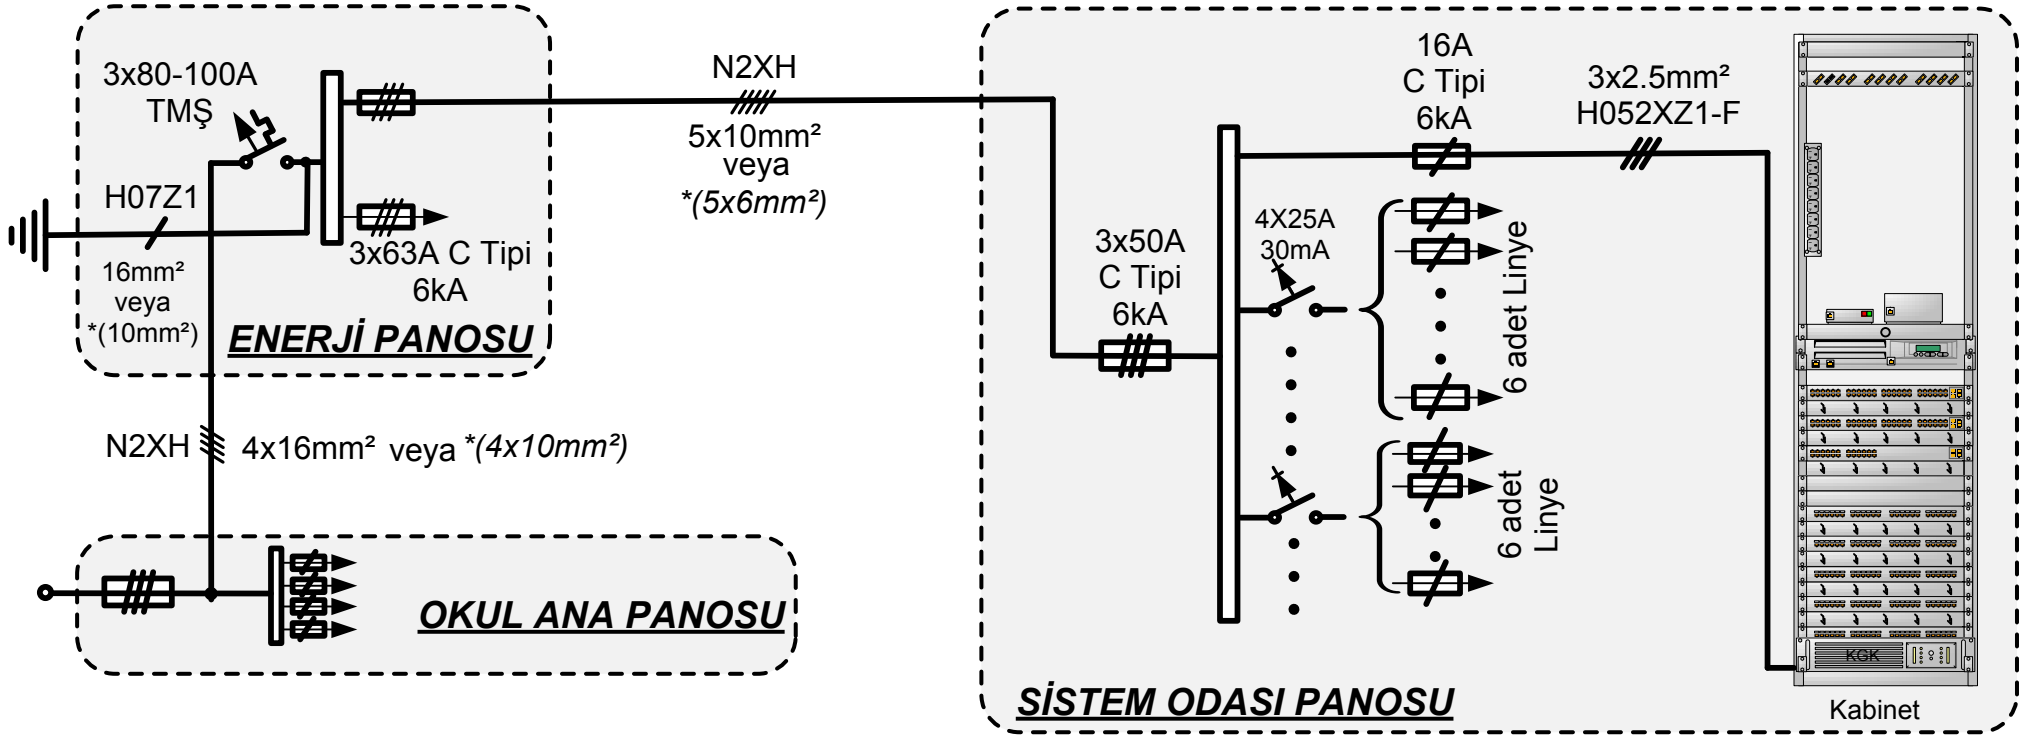 3x80-100A
TMŞ
H07Z1
16mm²
veya
*(10mm²)
3x63A C Tipi
6kA
ENERJİ PANOSU
N2XH
5x10mm²
veya
*(5x6mm²)
N2XH
4x16mm² veya *(4x10mm²)
OKUL ANA PANOSU
3x50A
C Tipi
6kA
16A
C Tipi
6kA
3x2.5mm²
H052XZ1-F
4X25A
30mA
6 adet Linye
6 adet
Linye
SİSTEM ODASI PANOSU
KGK
Kabinet